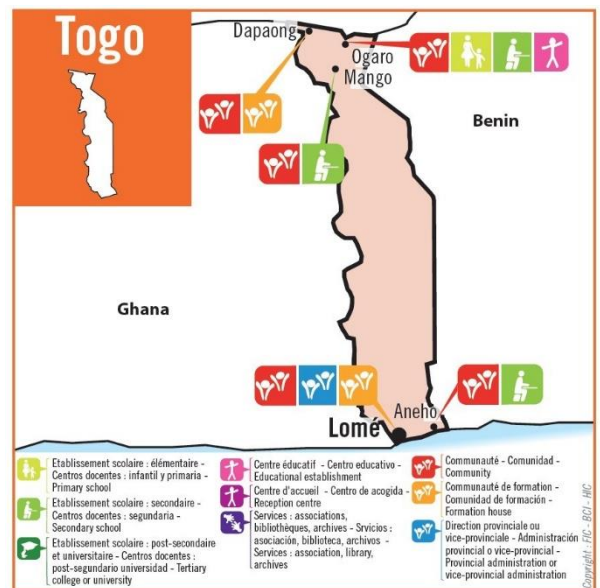 Togo
Dapaong
Ogaro
Mango
Benin
Ghana
Lomé
Aneho
Etablissement scolaire : élémentaire -
Centros docentes : infantil y primaria -
Primary school
Etablissement scolaire : secondaire -
Centros docentes : segundaria -
Secondary school
Etablissement scolaire : post-secondaire
et universitaire - Centros docentes :
post-segundario universidad - Tertiary
college or university
Centre éducatif - Centro educativo -
Educational establishment
Centre d'accueil - Centro de acogida -
Reception centre
Services : associations,
bibliothèques, archives - Srvicios :
asociación, biblioteca, archivos -
Services : association, library,
archives
Communauté - Comunidad -
Community
Communauté de formation -
Comunidad de formación -
Formation house
Direction provinciale ou
vice-provinciale - Administración
provincial o vice-provincial -
Provincial administration or
vice-provincial administration
Copyright : FIC - BCI - HIC